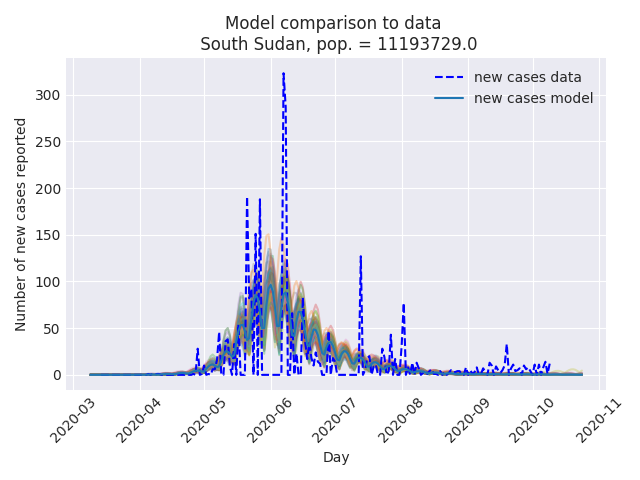 Model comparison to data
South Sudan, pop. = 11193729.0
new cases data
new cases model
Number of new cases reported
300
250
200
150
100
50
0
2020-03
2020-04
2020-05
2020-06
2020-07
2020-08
2020-09
2020-10
2020-11
Day